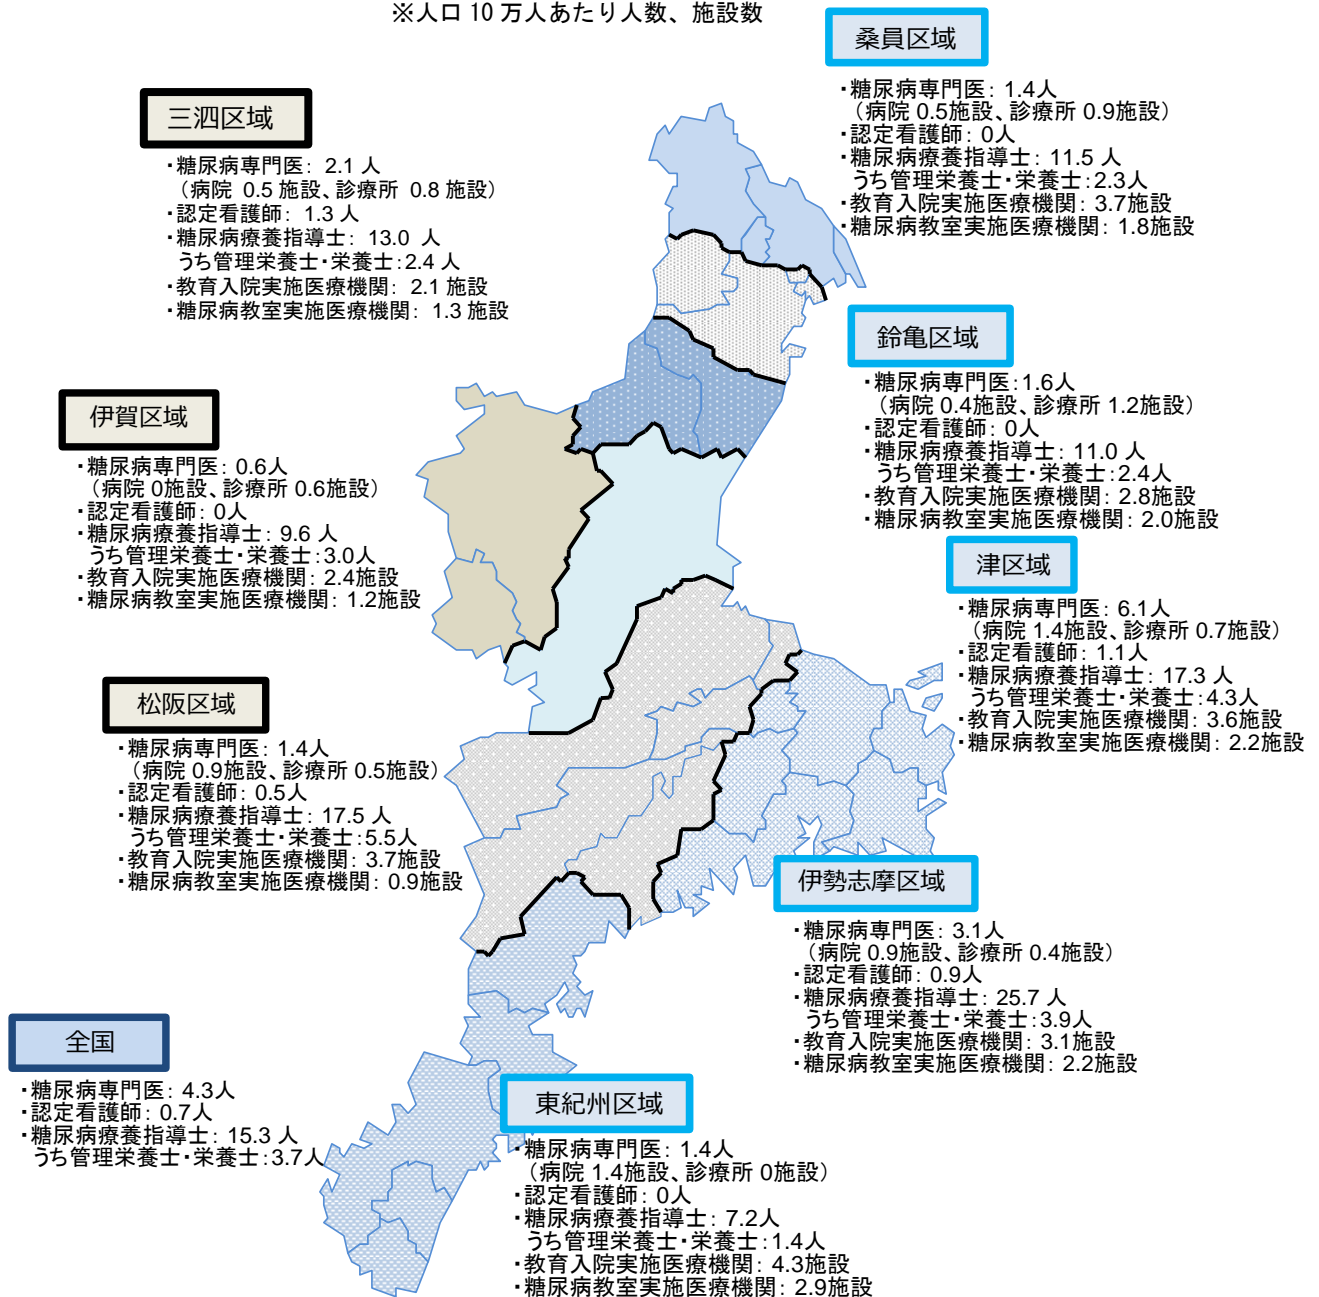 ※人口 10 万人あたり人数、施設数
桑員区域
・糖尿病専門医: 1.4人
（病院 0.5施設、診療所 0.9施設）
・認定看護師: 0人
・糖尿病療養指導士: 11.5 人
うち管理栄養士・栄養士:2.3人
・教育入院実施医療機関: 3.7施設
・糖尿病教室実施医療機関: 1.8施設
三泗区域
・糖尿病専門医: 2.1 人
（病院 0.5 施設、診療所 0.8 施設）
・認定看護師: 1.3 人
・糖尿病療養指導士: 13.0 人
うち管理栄養士・栄養士:2.4 人
・教育入院実施医療機関: 2.1 施設
・糖尿病教室実施医療機関: 1.3 施設
鈴亀区域
・糖尿病専門医:1.6人
（病院 0.4施設、診療所 1.2施設）
・認定看護師: 0人
・糖尿病療養指導士: 11.0 人
うち管理栄養士・栄養士:2.4人
・教育入院実施医療機関: 2.8施設
・糖尿病教室実施医療機関: 2.0施設
伊賀区域
・糖尿病専門医: 0.6人
（病院 0施設、診療所 0.6施設）
・認定看護師: 0人
・糖尿病療養指導士: 9.6 人
うち管理栄養士・栄養士:3.0人
・教育入院実施医療機関: 2.4施設
・糖尿病教室実施医療機関: 1.2施設
津区域
・糖尿病専門医: 6.1人
（病院 1.4施設、診療所 0.7施設）
・認定看護師: 1.1人
・糖尿病療養指導士: 17.3 人
うち管理栄養士・栄養士:4.3人
・教育入院実施医療機関: 3.6施設
・糖尿病教室実施医療機関: 2.2施設
松阪区域
・糖尿病専門医: 1.4人
（病院 0.9施設、診療所 0.5施設）
・認定看護師: 0.5人
・糖尿病療養指導士: 17.5 人
うち管理栄養士・栄養士:5.5人
・教育入院実施医療機関: 3.7施設
・糖尿病教室実施医療機関: 0.9施設
伊勢志摩区域
・糖尿病専門医: 3.1人
（病院 0.9施設、診療所 0.4施設）
・認定看護師: 0.9人
・糖尿病療養指導士: 25.7 人
うち管理栄養士・栄養士:3.9人
・教育入院実施医療機関: 3.1施設
・糖尿病教室実施医療機関: 2.2施設
全国
・糖尿病専門医: 4.3人
・認定看護師: 0.7人
・糖尿病療養指導士: 15.3 人
うち管理栄養士・栄養士:3.7人
東紀州区域
・糖尿病専門医: 1.4人
（病院 1.4施設、診療所 0施設）
・認定看護師: 0人
・糖尿病療養指導士: 7.2人
うち管理栄養士・栄養士:1.4人
・教育入院実施医療機関: 4.3施設
・糖尿病教室実施医療機関: 2.9施設